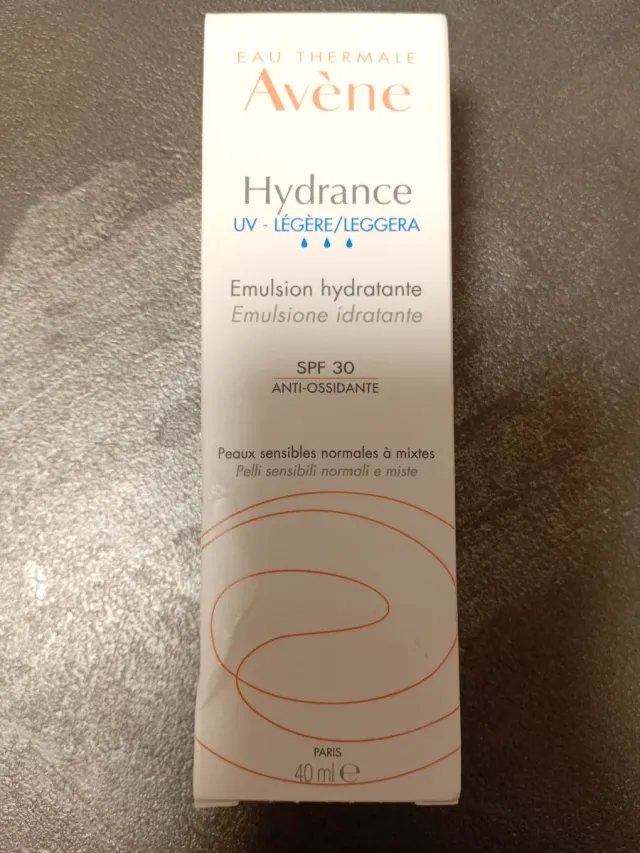 EAU THERMALE
Avène
Hydrance
UV - LÉGÈRE/LEGGERA
Emulsion hydratante
Emulsione idratante
SPF 30
ANTI-OSSIDANTE
Peaux sensibles normales à mixtes
Pelli sensibili normali e miste
PARIS
40 ml ℮